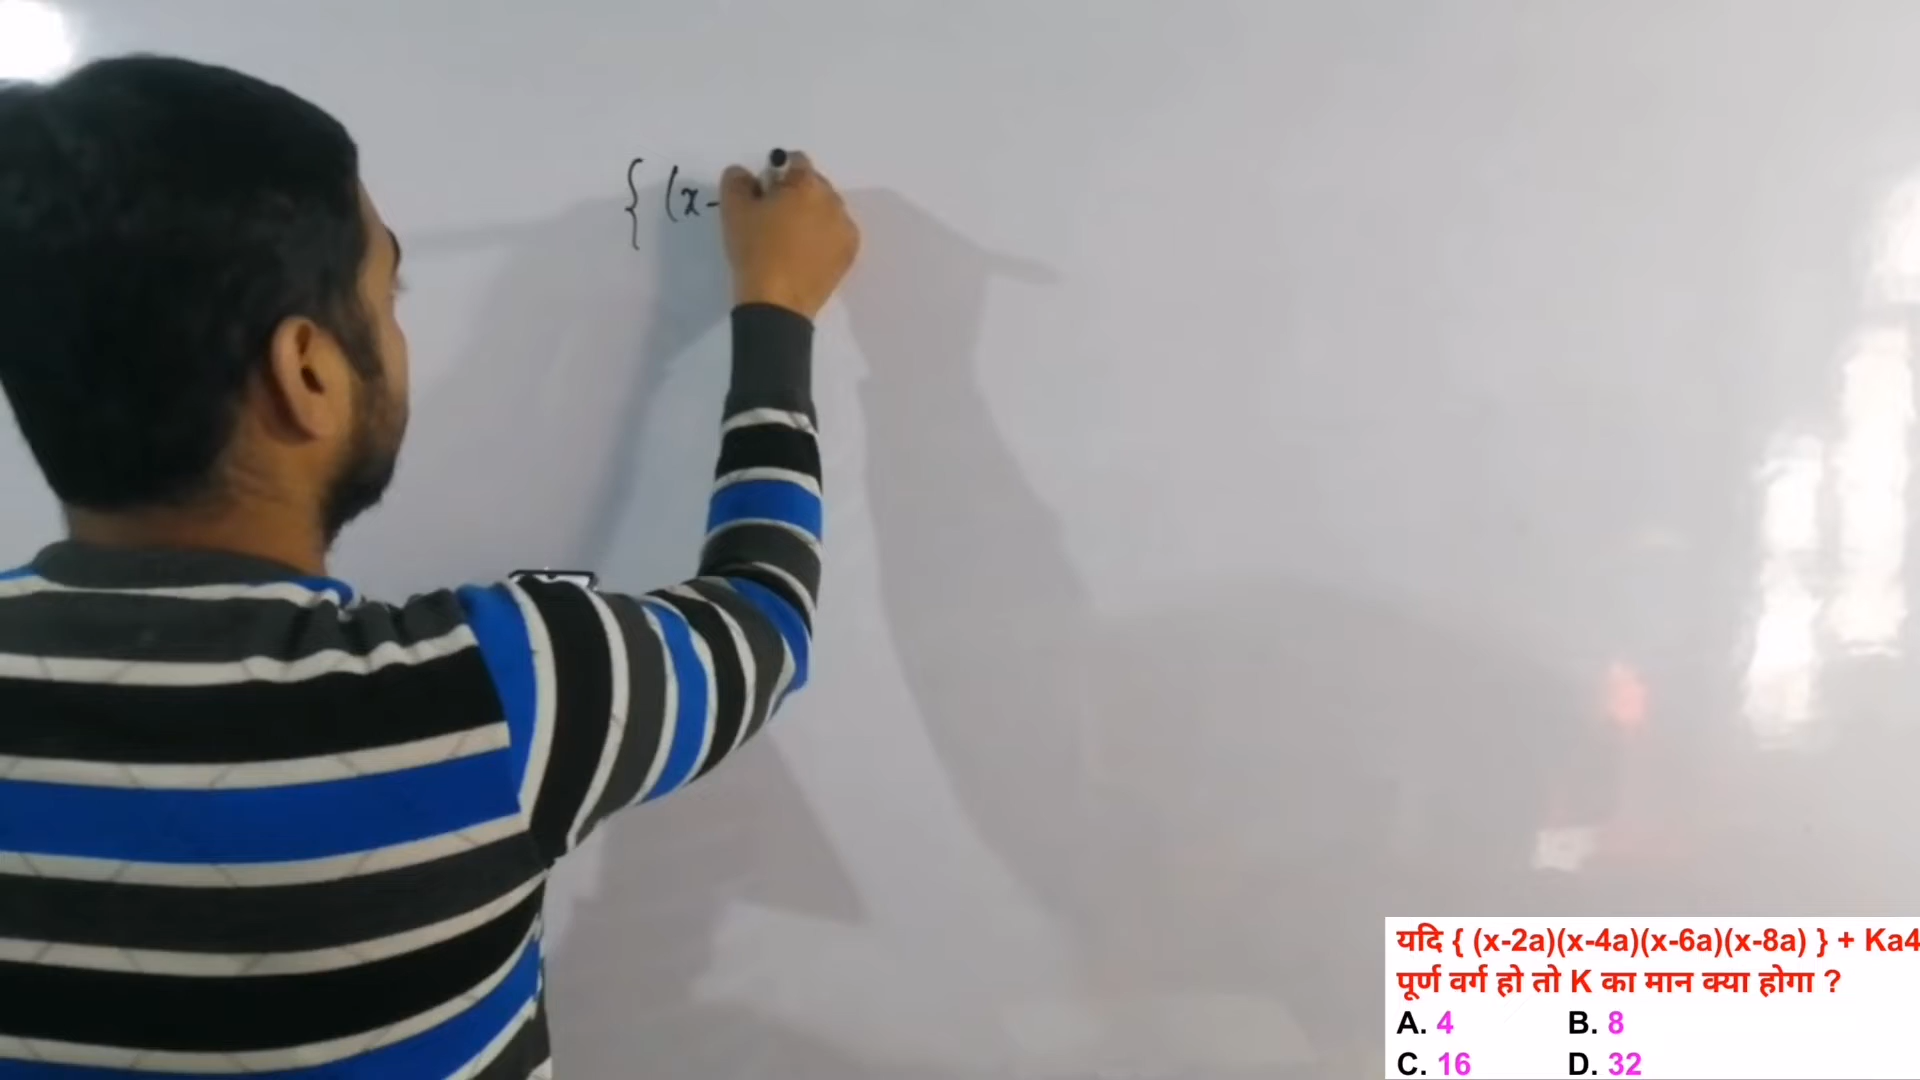 { (x-
यदि { (x-2a)(x-4a)(x-6a)(x-8a) } + Ka4
पूर्ण वर्ग हो तो K का मान क्या होगा ?
A. 4 B. 8
C. 16 D. 32